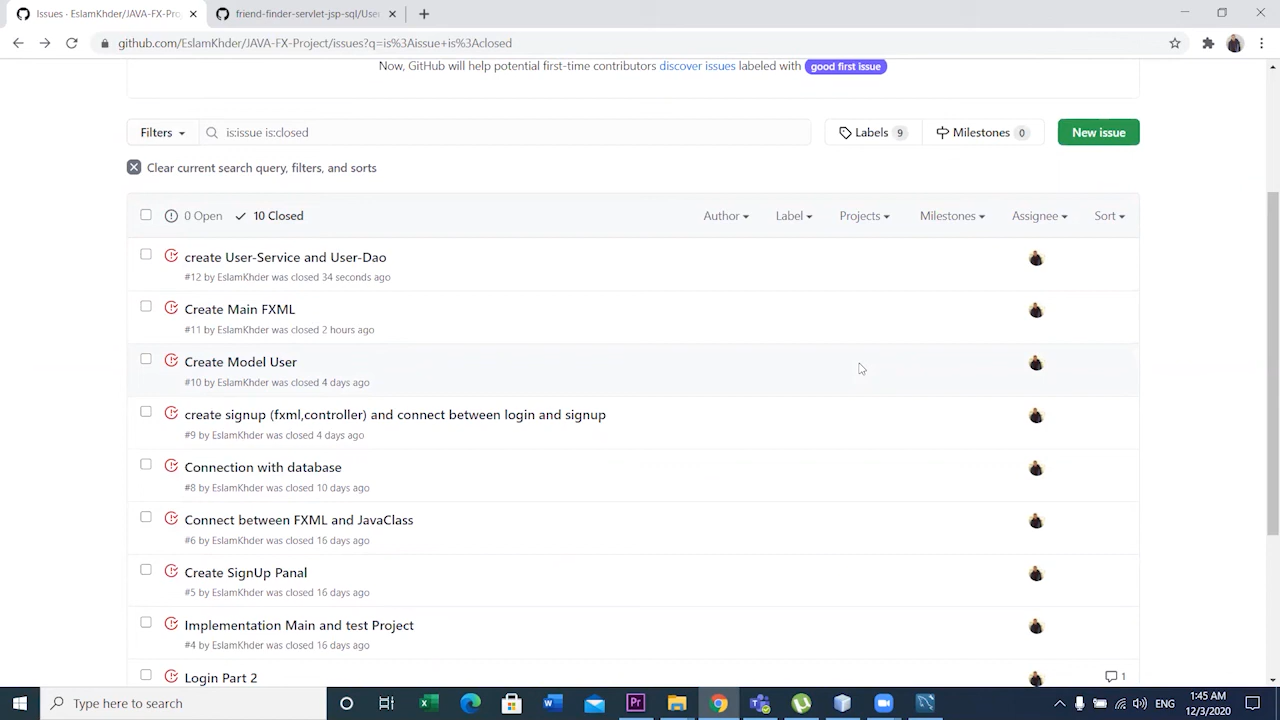 Issues · EslamKhder/JAVA-FX-Pro
friend-finder-servlet-jsp-sql/Use
github.com/EslamKhder/JAVA-FX-Project/issues?q=is%3Aissue+is%3Aclosed
Now, GitHub will help potential first-time contributors discover issues labeled with good first issue
Filters
is:issue is:closed
Labels 9
Milestones 0
New issue
Clear current search query, filters, and sorts
0 Open
10 Closed
Author
Label
Projects
Milestones
Assignee
Sort
create User-Service and User-Dao
#12 by EslamKhder was closed 34 seconds ago
Create Main FXML
#11 by EslamKhder was closed 2 hours ago
Create Model User
#10 by EslamKhder was closed 4 days ago
create signup (fxml,controller) and connect between login and signup
#9 by EslamKhder was closed 4 days ago
Connection with database
#8 by EslamKhder was closed 10 days ago
Connect between FXML and JavaClass
#6 by EslamKhder was closed 16 days ago
Create SignUp Panal
#5 by EslamKhder was closed 16 days ago
Implementation Main and test Project
#4 by EslamKhder was closed 16 days ago
Login Part 2
1
Type here to search
Pr
ENG
1:45 AM
12/3/2020